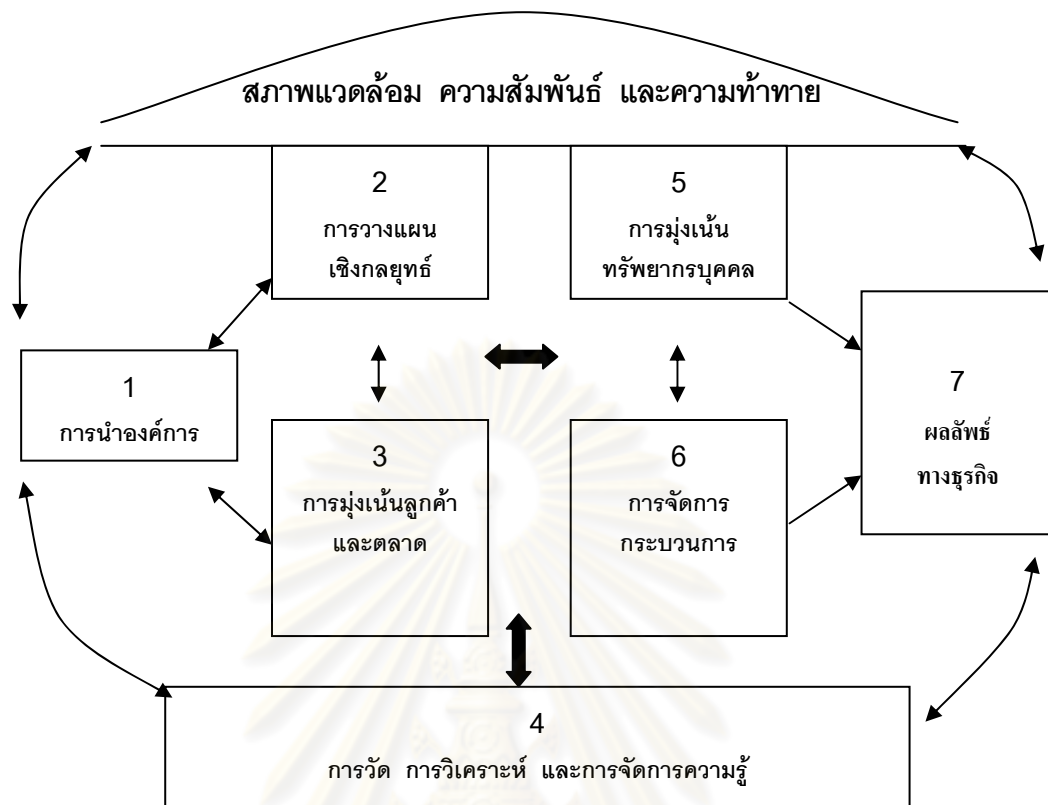 สภาพแวดล้อม ความสัมพันธ์ และความท้าทาย
2
การวางแผน
เชิงกลยุทธ์
5
การมุ่งเน้น
ทรัพยากรบุคคล
1
การนำองค์การ
3
การมุ่งเน้นลูกค้า
และตลาด
6
การจัดการ
กระบวนการ
7
ผลลัพธ์
ทางธุรกิจ
4
การวัด การวิเคราะห์ และการจัดการความรู้